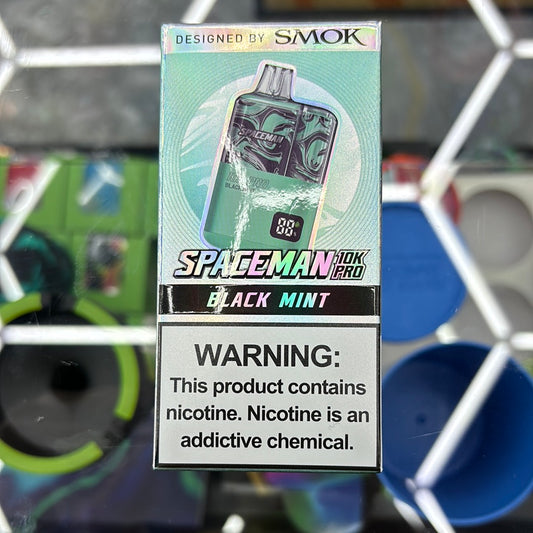 DESIGNED BY SMOK
SPACEMAN
BLACK
88
SPACEMAN 10K PRO
BLACK MINT
WARNING:
This product contains
nicotine. Nicotine is an
addictive chemical.